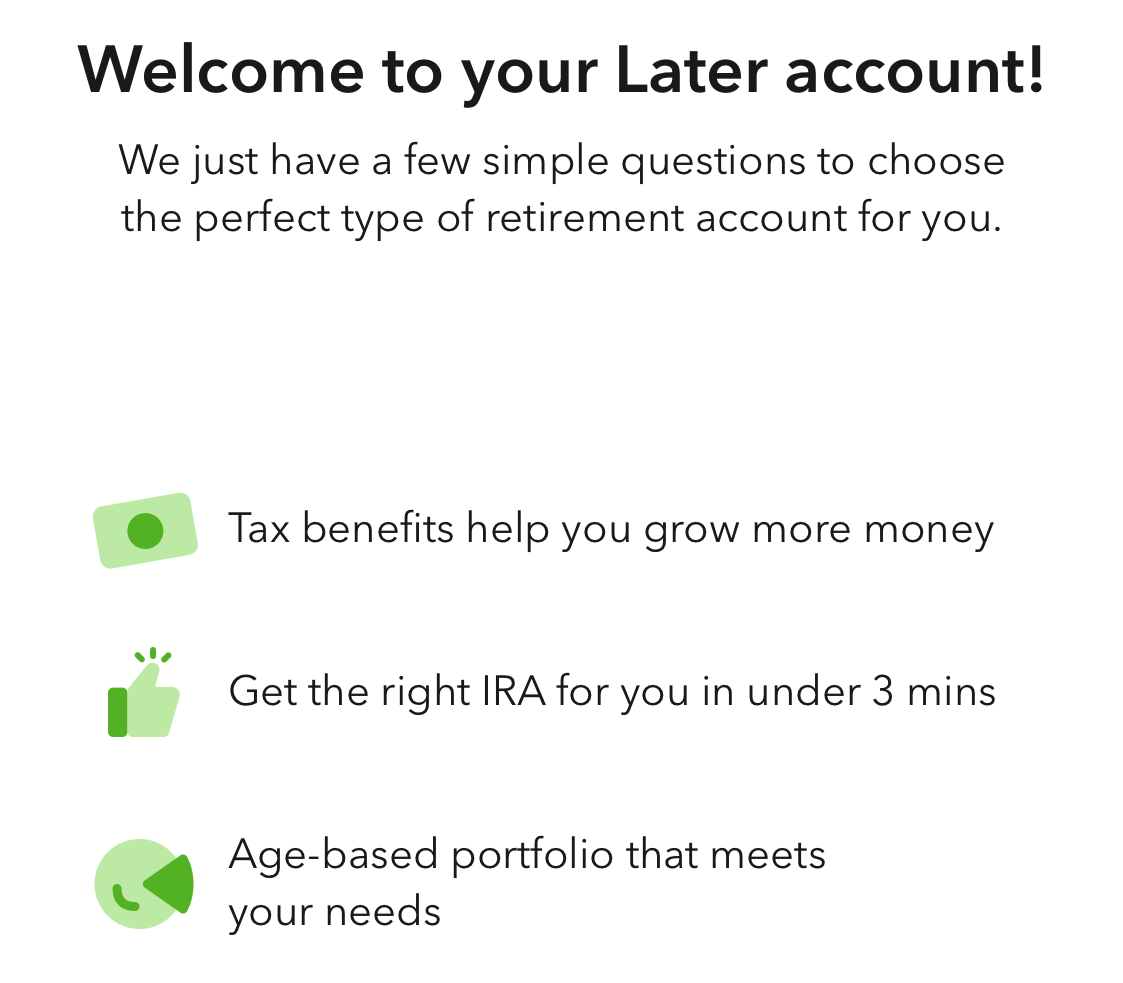 Welcome to your Later account!
We just have a few simple questions to choose
the perfect type of retirement account for you.
Tax benefits help you grow more money
Get the right IRA for you in under 3 mins
Age-based portfolio that meets
your needs